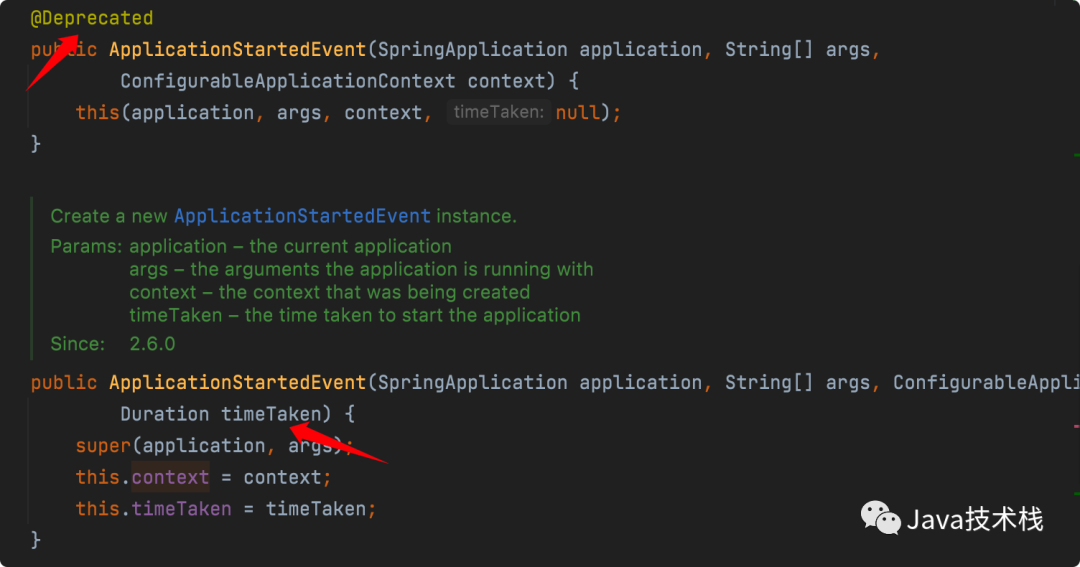 @Deprecated
public ApplicationStartedEvent(SpringApplication application, String[] args,
ConfigurableApplicationContext context) {
this(application, args, context, timeTaken: null);
}
Create a new ApplicationStartedEvent instance.
Params: application – the current application
args – the arguments the application is running with
context – the context that was being created
timeTaken – the time taken to start the application
Since: 2.6.0
public ApplicationStartedEvent(SpringApplication application, String[] args, ConfigurableAppli
Duration timeTaken) {
super(application, args);
this.context = context;
this.timeTaken = timeTaken;
}
Java技术栈